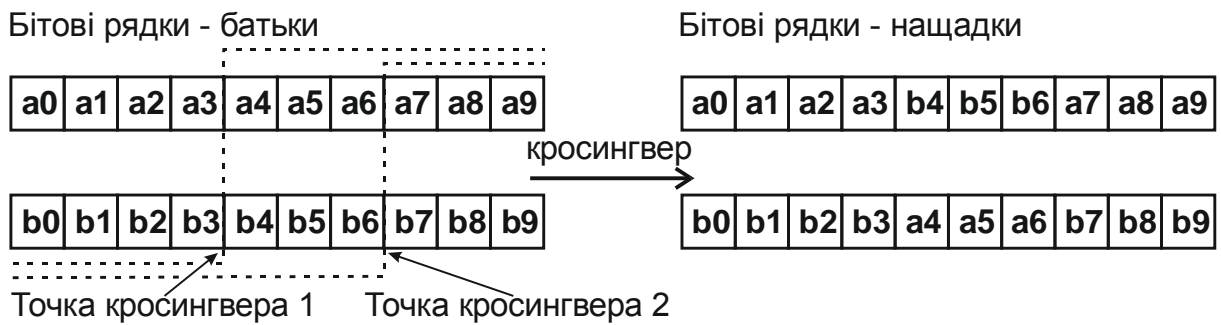 Бітові рядки - батьки Бітові рядки - нащадки
a0 a1 a2 a3 a4 a5 a6 a7 a8 a9 a0 a1 a2 a3 b4 b5 b6 a7 a8 a9
кросингвер
b0 b1 b2 b3 b4 b5 b6 b7 b8 b9 b0 b1 b2 b3 a4 a5 a6 b7 b8 b9
Точка кросингвера 1 Точка кросингвера 2